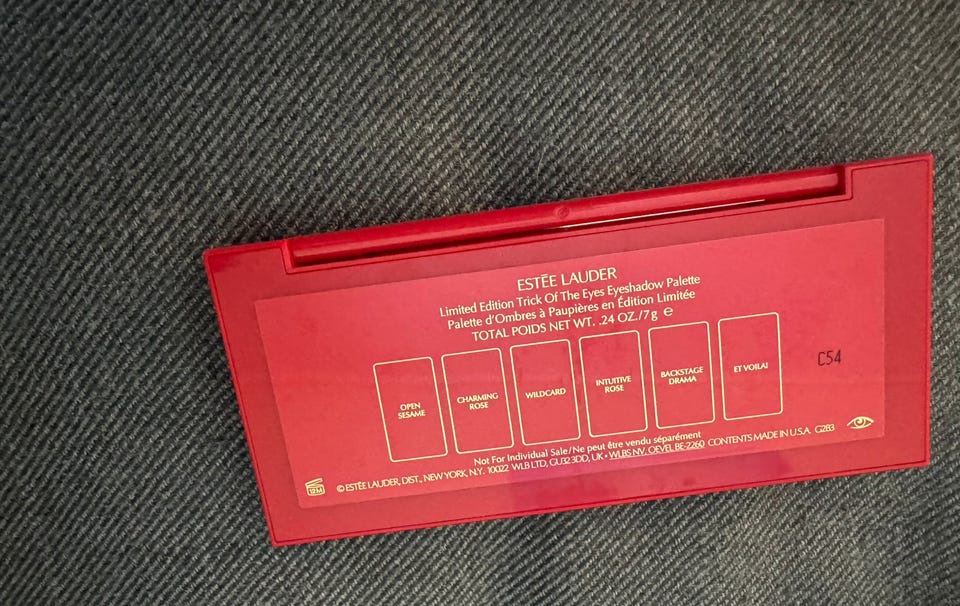 ESTĒE LAUDER
Limited Edition Trick Of The Eyes Eyeshadow Palette
Palette d'Ombres à Paupières en Édition Limitée
TOTAL POIDS NET WT. .24 OZ./7 g ℮
OPEN SESAME
CHARMING ROSE
WILDCARD
INTUITIVE ROSE
BACKSTAGE DRAMA
ET VOILA!
C54
Not For Individual Sale/Ne peut être vendu séparément
12M
©ESTĒE LAUDER, DIST., NEW YORK, N.Y. 10022 WLB LTD, GU32 3DD, UK • WLBS NV, OEVEL BE-2260 CONTENTS MADE IN U.S.A. G2B3